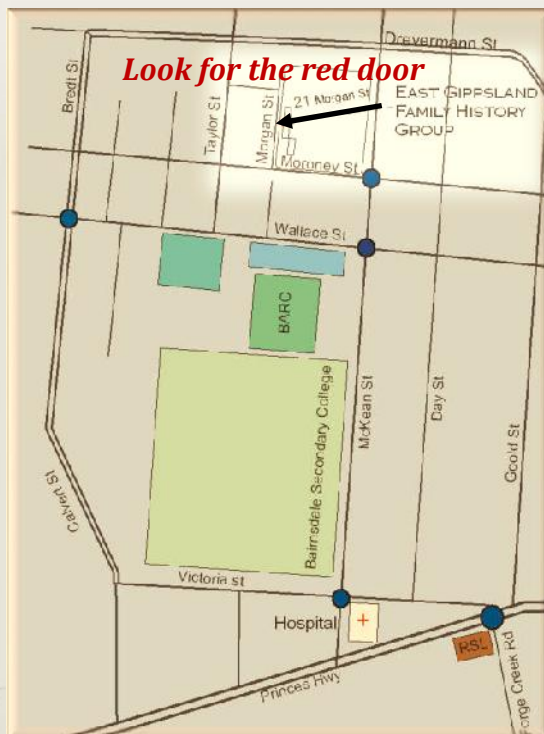 Drevermand St
Look for the red door
Bredt St
Taylor St
Morgan St
21 Morgan St
EAST GIPPSLAND
FAMILY HISTORY
GROUP
Moroney St.
Wallace St
BARC
McKean St
Day St
Goold St
Bairnsdale Secondary College
Calvert St
Victoria st
Hospital
RSL
Princes Hwy
Forge Creek Rd